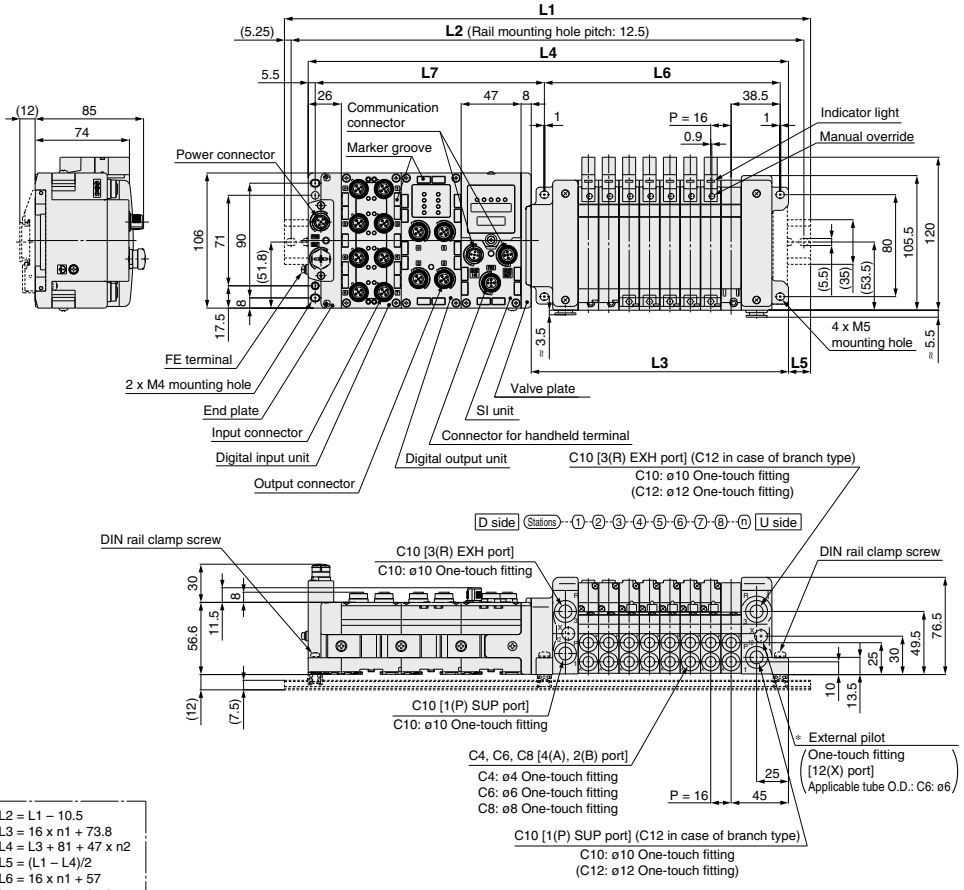 L1
(5.25)
L2 (Rail mounting hole pitch: 12.5)
L4
5.5
L7
L6
(12)
85
26
47
8
38.5
74
Communication
connector
1
P = 16
1
Indicator light
0.9
Manual override
Power connector
Marker groove
106
71
90
(51.8)
8
17.5
80
105.5
120
(5.5)
(35)
(53.5)
≈ 3.5
4 x M5
mounting hole
≈ 5.5
FE terminal
L3
L5
2 x M4 mounting hole
Valve plate
End plate
SI unit
Input connector
Connector for handheld terminal
Digital input unit
Digital output unit
Output connector
C10 [3(R) EXH port] (C12 in case of branch type)
C10: ø10 One-touch fitting
(C12: ø12 One-touch fitting)
D side (Stations) 1 2 3 4 5 6 7 8 n U side
DIN rail clamp screw
C10 [3(R) EXH port]
C10: ø10 One-touch fitting
DIN rail clamp screw
30
8
11.5
56.6
(12)
(7.5)
76.5
49.5
30
25
13.5
10
C10 [1(P) SUP port]
C10: ø10 One-touch fitting
* External pilot
One-touch fitting
[12(X) port]
Applicable tube O.D.: C6: ø6
C4, C6, C8 [4(A), 2(B) port]
C4: ø4 One-touch fitting
C6: ø6 One-touch fitting
C8: ø8 One-touch fitting
25
P = 16
45
C10 [1(P) SUP port] (C12 in case of branch type)
C10: ø10 One-touch fitting
(C12: ø12 One-touch fitting)
L2 = L1 – 10.5
L3 = 16 x n1 + 73.8
L4 = L3 + 81 + 47 x n2
L5 = (L1 – L4)/2
L6 = 16 x n1 + 57